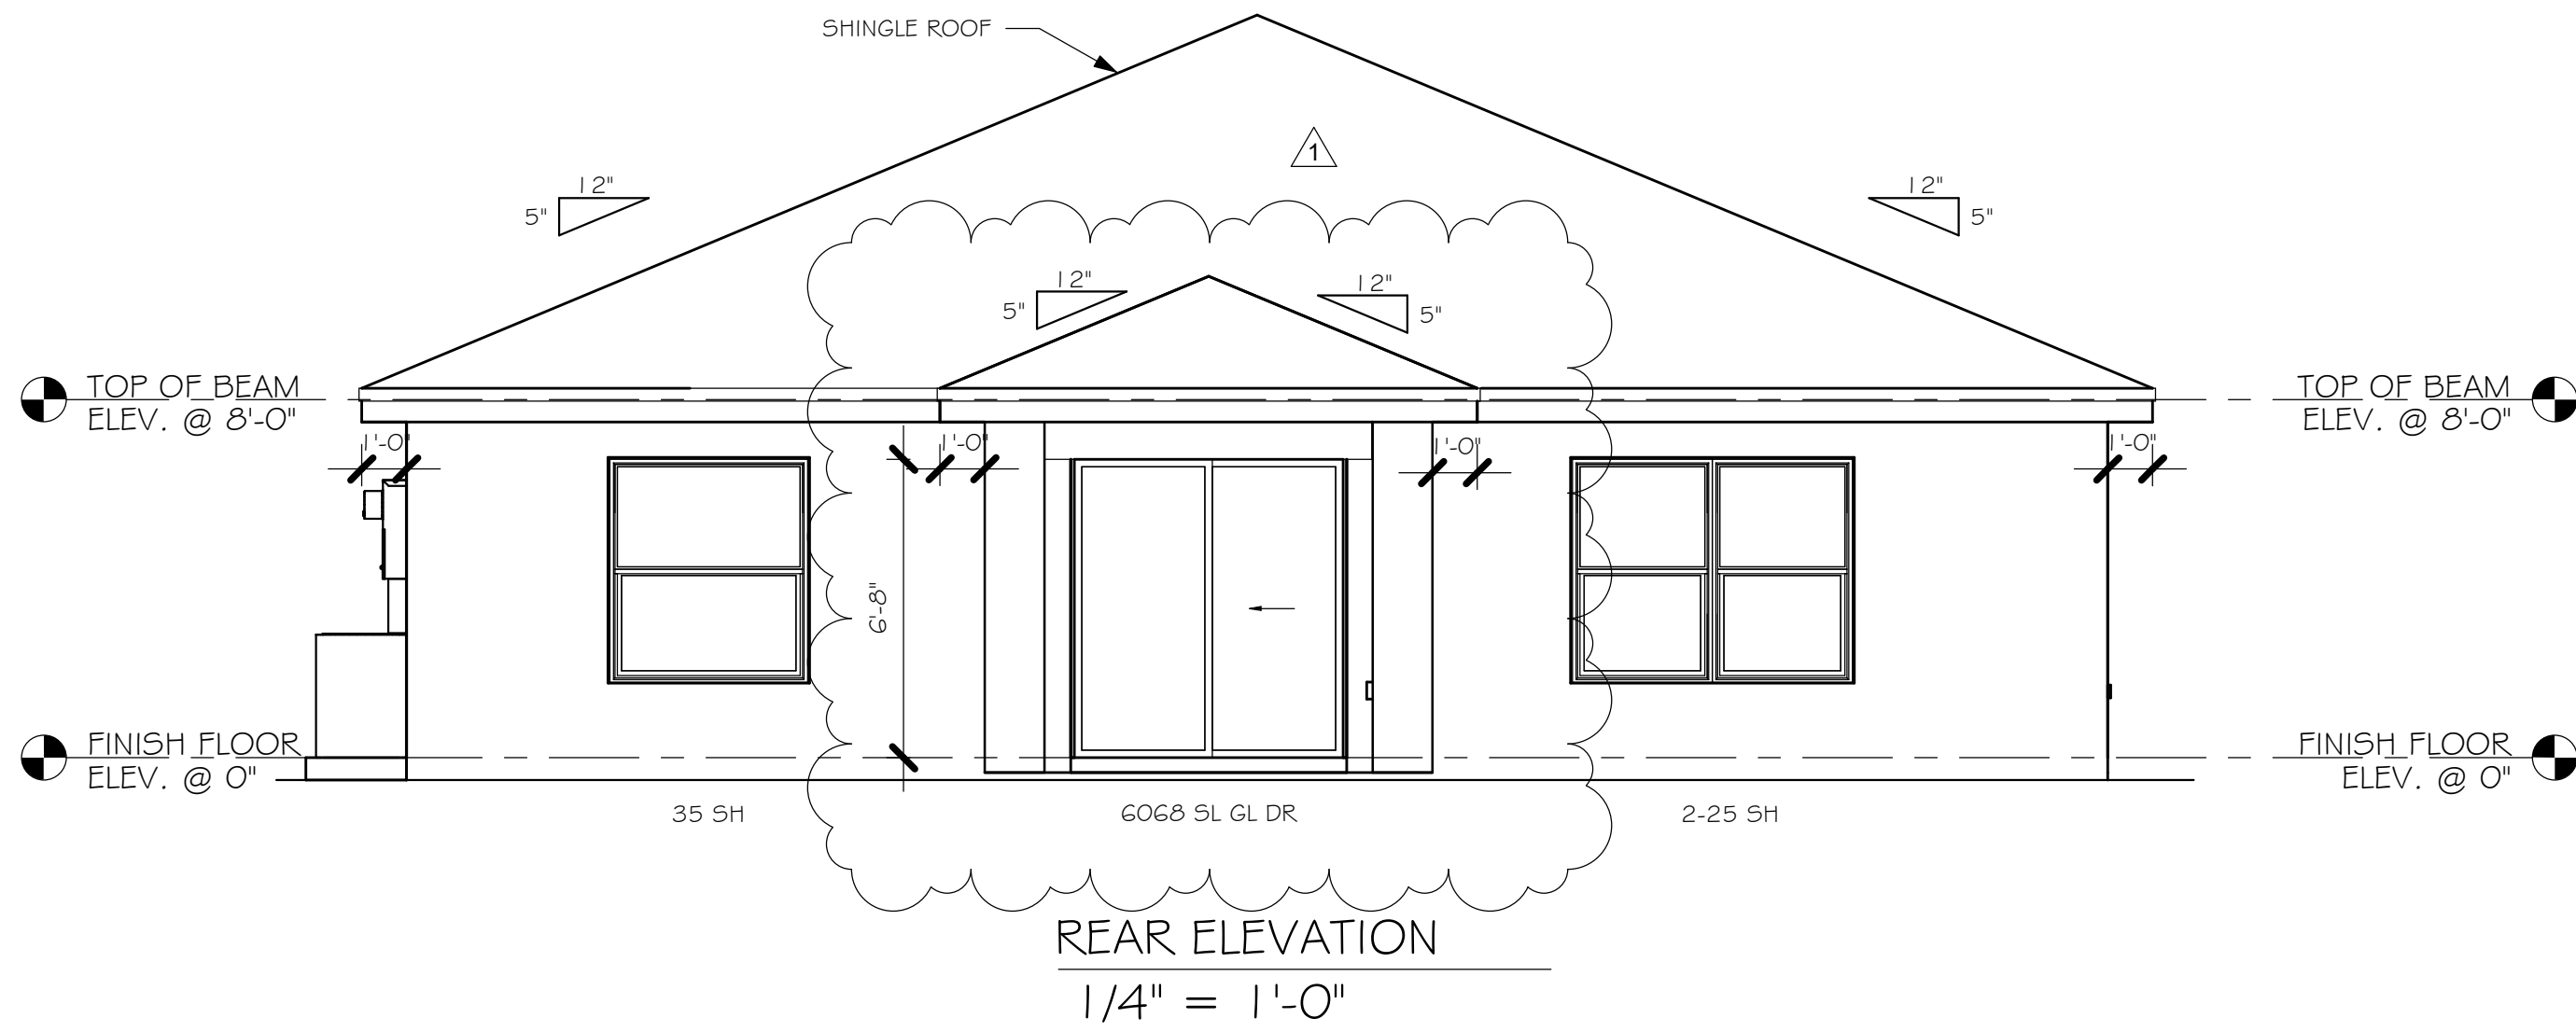 SHINGLE ROOF
1
12"
5"
12"
5"
12"
5"
12"
5"
TOP OF BEAM
ELEV. @ 8'-0"
TOP OF BEAM
ELEV. @ 8'-0"
1'-0"
1'-0"
1'-0"
1'-0"
6'-8"
FINISH FLOOR
ELEV. @ 0"
FINISH FLOOR
ELEV. @ 0"
35 SH
6068 SL GL DR
2-25 SH
REAR ELEVATION
1/4" = 1'-0"